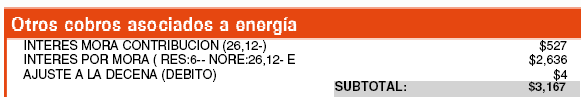 Otros cobros asociados a energía
INTERES MORA CONTRIBUCION (26,12-) $527
INTERES POR MORA ( RES:6-- NORE:26,12- E $2,636
AJUSTE A LA DECENA (DEBITO) $4
SUBTOTAL: $3,167